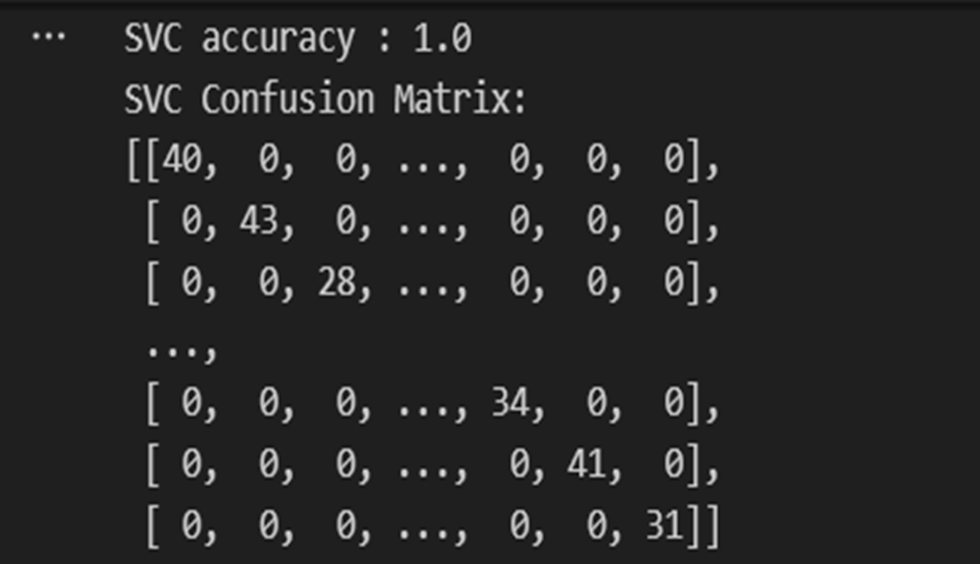 ... SVC accuracy : 1.0
SVC Confusion Matrix:
[[40,  0,  0, ...,  0,  0,  0],
 [ 0, 43,  0, ...,  0,  0,  0],
 [ 0,  0, 28, ...,  0,  0,  0],
 ...,
 [ 0,  0,  0, ..., 34,  0,  0],
 [ 0,  0,  0, ...,  0, 41,  0],
 [ 0,  0,  0, ...,  0,  0, 31]]